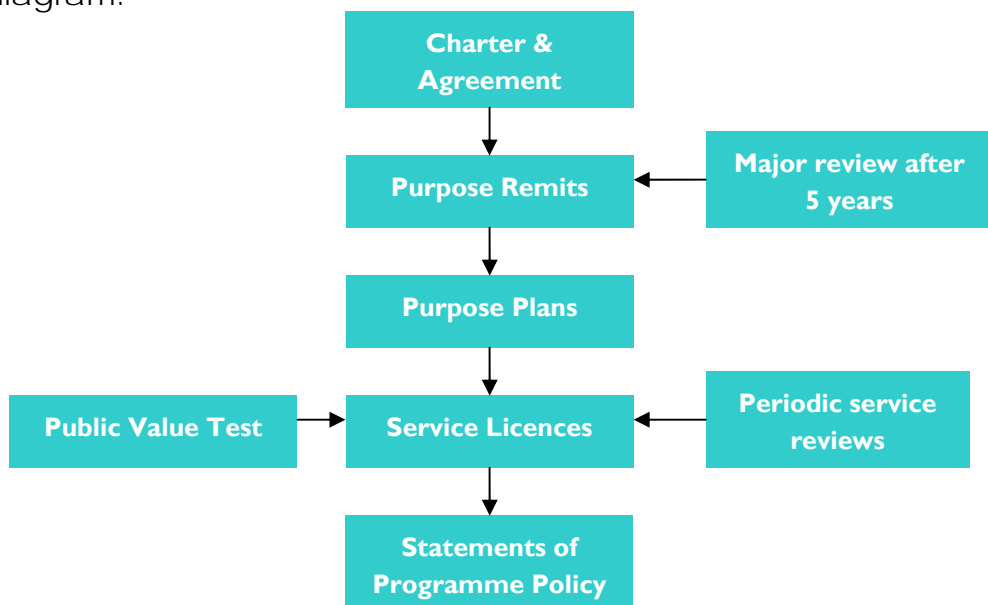 diagram:
Charter &
Agreement
Purpose Remits
Major review after
5 years
Purpose Plans
Public Value Test
Service Licences
Periodic service
reviews
Statements of
Programme Policy